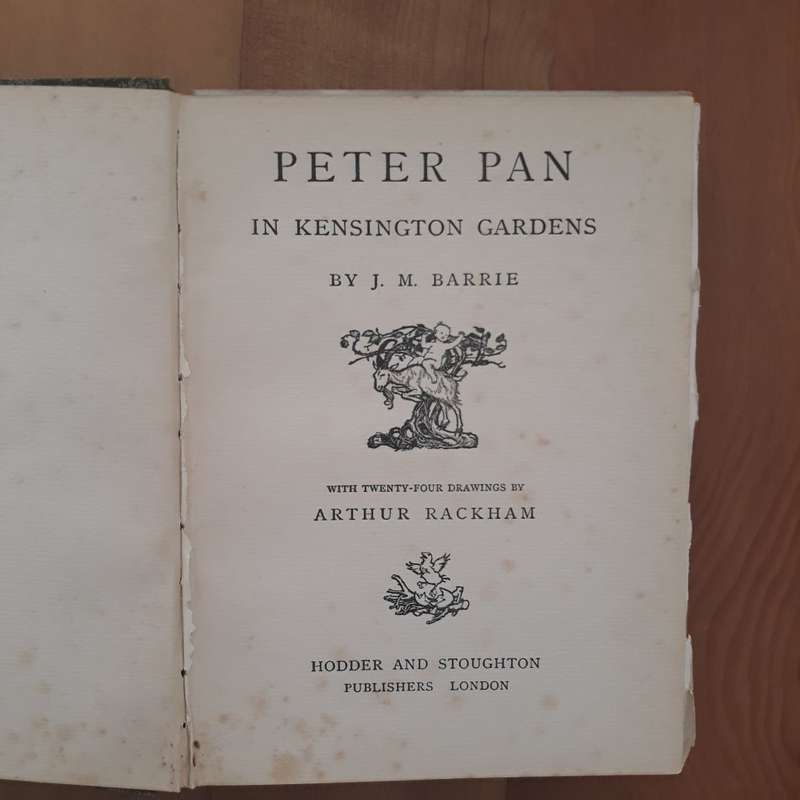 PETER PAN
IN KENSINGTON GARDENS
BY J. M. BARRIE
WITH TWENTY-FOUR DRAWINGS BY
ARTHUR RACKHAM
HODDER AND STOUGHTON
PUBLISHERS LONDON